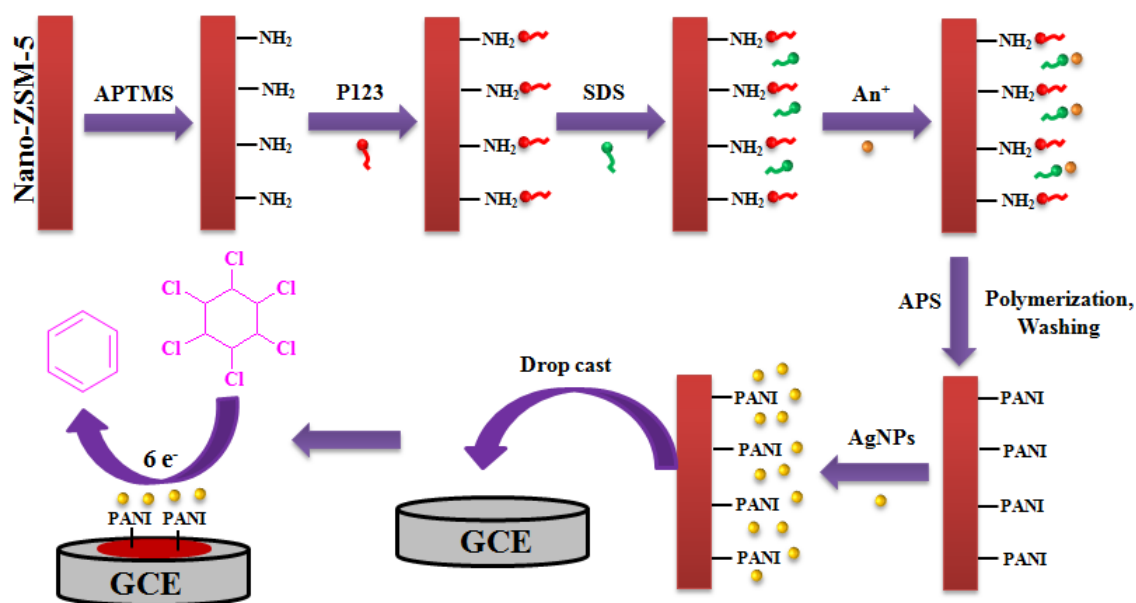 Nano-ZSM-5
APTMS
NH2
NH2
NH2
NH2
P123
NH2
NH2
NH2
NH2
SDS
NH2
NH2
NH2
NH2
An+
NH2
NH2
NH2
NH2
APS
Polymerization,
Washing
PANI
PANI
PANI
PANI
AgNPs
PANI
PANI
PANI
PANI
Drop cast
GCE
Cl
Cl
Cl
Cl
Cl
Cl
6 e-
PANI PANI
GCE